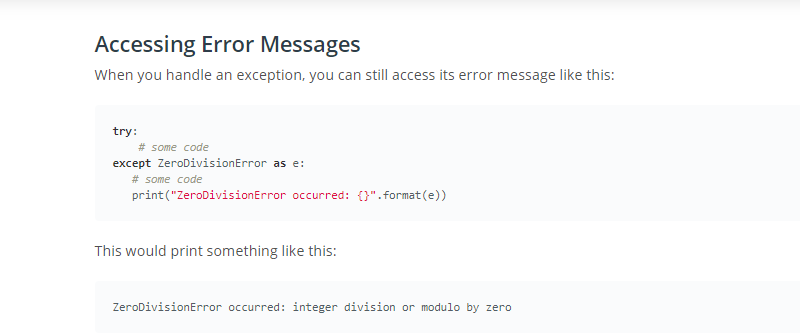 Accessing Error Messages
When you handle an exception, you can still access its error message like this:
try:
    # some code
except ZeroDivisionError as e:
   # some code
   print("ZeroDivisionError occurred: {}".format(e))
This would print something like this:
ZeroDivisionError occurred: integer division or modulo by zero